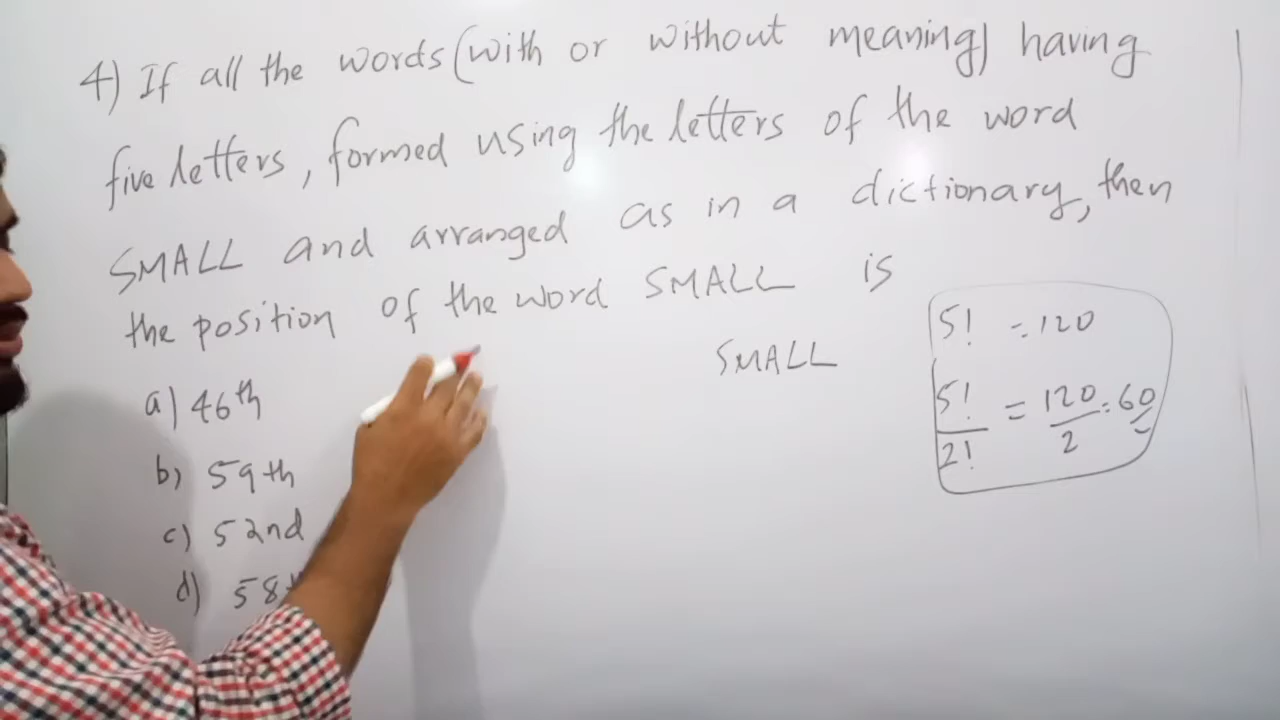 4) If all the words (with or without meaning) having
five letters, formed using the letters of the word
SMALL and arranged as in a dictionary, then
the position of the word SMALL is
SMALL
a) 46th
b) 59th
c) 52nd
d) 58
5! = 120
5!/2! = 120/2 = 60